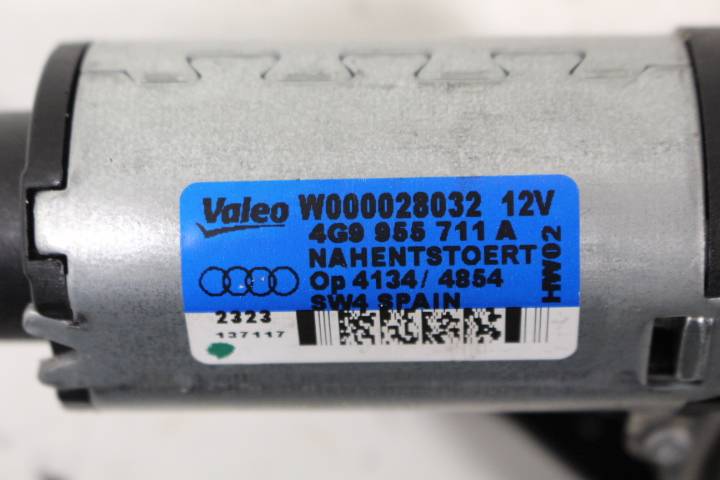 Valeo W000028032 12V
4G9 955 711 A
NAHENTSTOERT
Op 4134/ 4854
SW4 SPAIN
HW02
2323
137117